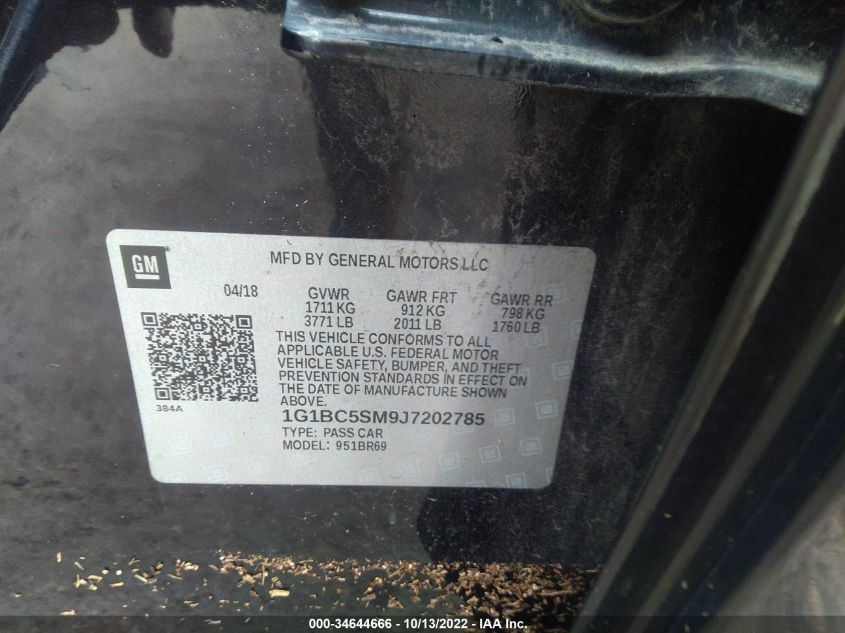 GM
MFD BY GENERAL MOTORS LLC
04/18
GVWR GAWR FRT GAWR RR
1711 KG 912 KG 798 KG
3771 LB 2011 LB 1760 LB
THIS VEHICLE CONFORMS TO ALL
APPLICABLE U.S. FEDERAL MOTOR
VEHICLE SAFETY, BUMPER, AND THEFT
PREVENTION STANDARDS IN EFFECT ON
THE DATE OF MANUFACTURE SHOWN
ABOVE.
384A
1G1BC5SM9J7202785
TYPE: PASS CAR
MODEL: 951BR69
000-34644666 - 10/13/2022 - IAA